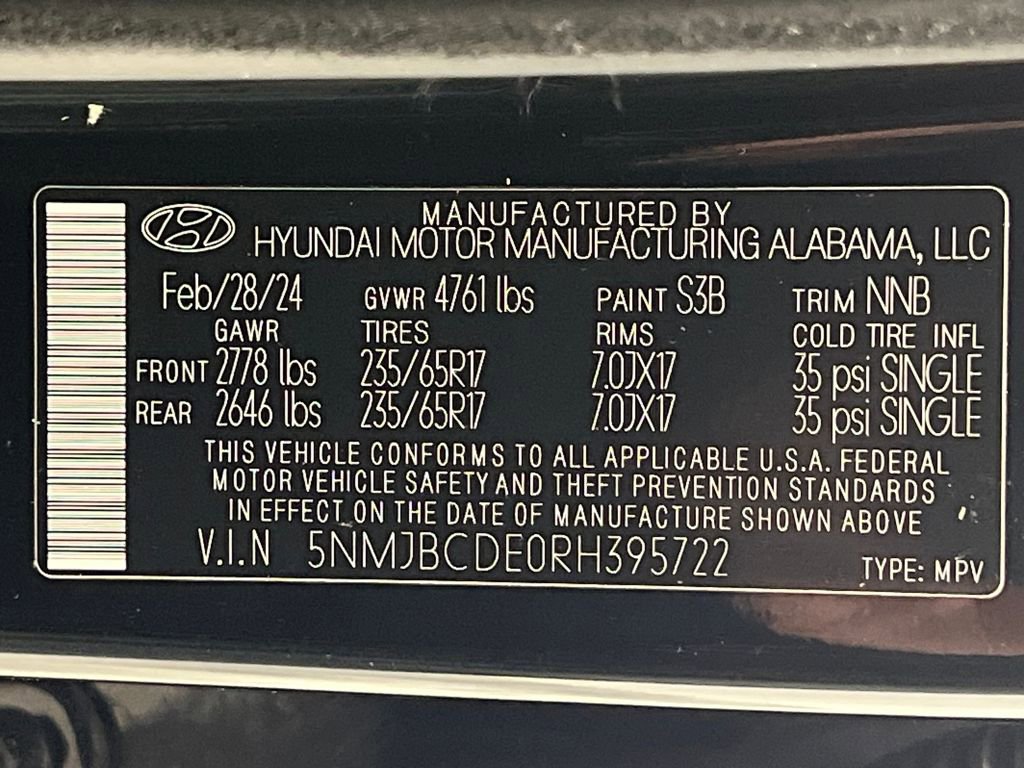 MANUFACTURED BY
HYUNDAI MOTOR MANUFACTURING ALABAMA, LLC
Feb/28/24 GVWR 4761 lbs PAINT S3B TRIM NNB
GAWR TIRES RIMS COLD TIRE INFL
FRONT 2778 lbs 235/65R17 7.0JX17 35 psi SINGLE
REAR 2646 lbs 235/65R17 7.0JX17 35 psi SINGLE
THIS VEHICLE CONFORMS TO ALL APPLICABLE U.S.A. FEDERAL
MOTOR VEHICLE SAFETY AND THEFT PREVENTION STANDARDS
IN EFFECT ON THE DATE OF MANUFACTURE SHOWN ABOVE
V.I.N 5NMJBCDE0RH395722 TYPE: MPV